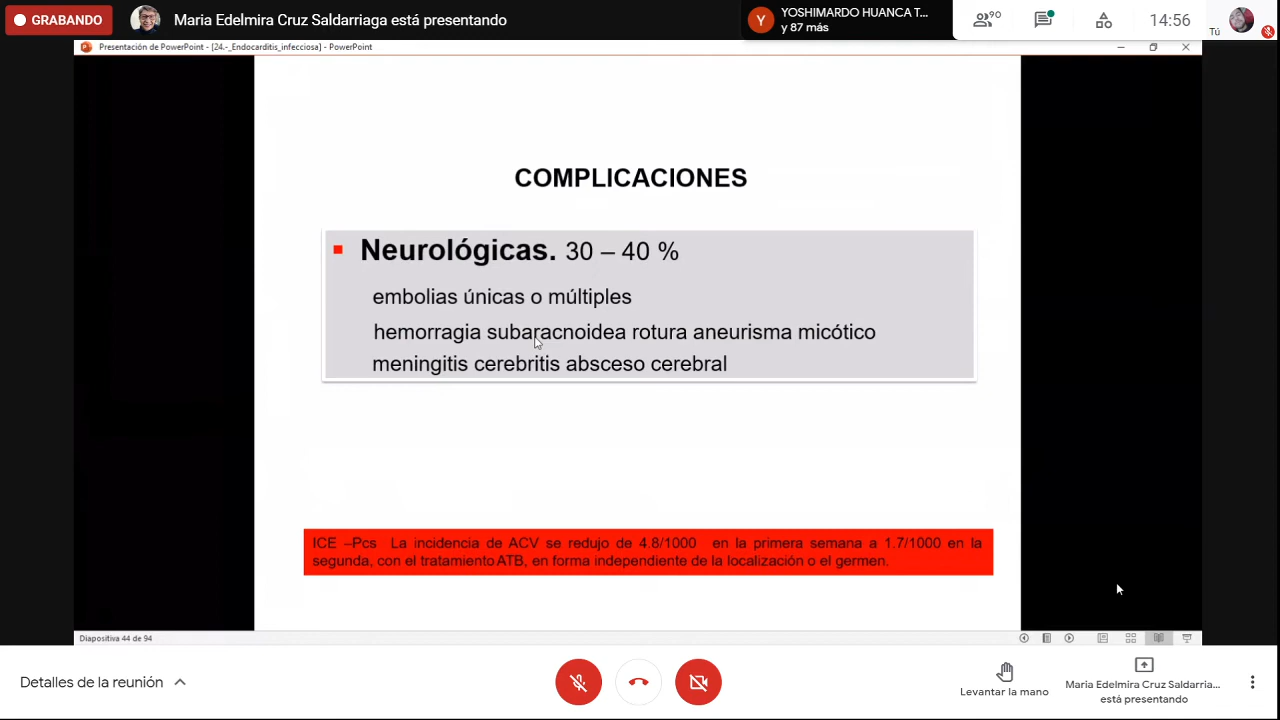 GRABANDO
Maria Edelmira Cruz Saldarriaga está presentando
Y
YOSHIMARDO HUANCA T...
y 87 más
90
14:56
Tú
Presentación de PowerPoint - [24.-_Endocarditis_infecciosa] - PowerPoint
COMPLICACIONES
Neurológicas. 30 – 40 %
embolias únicas o múltiples
hemorragia subaracnoidea rotura aneurisma micótico
meningitis cerebritis absceso cerebral
ICE –Pcs La incidencia de ACV se redujo de 4.8/1000 en la primera semana a 1.7/1000 en la
segunda, con el tratamiento ATB, en forma independiente de la localización o el germen.
Diapositiva 44 de 94
Detalles de la reunión
Levantar la mano
Maria Edelmira Cruz Saldarria...
está presentando